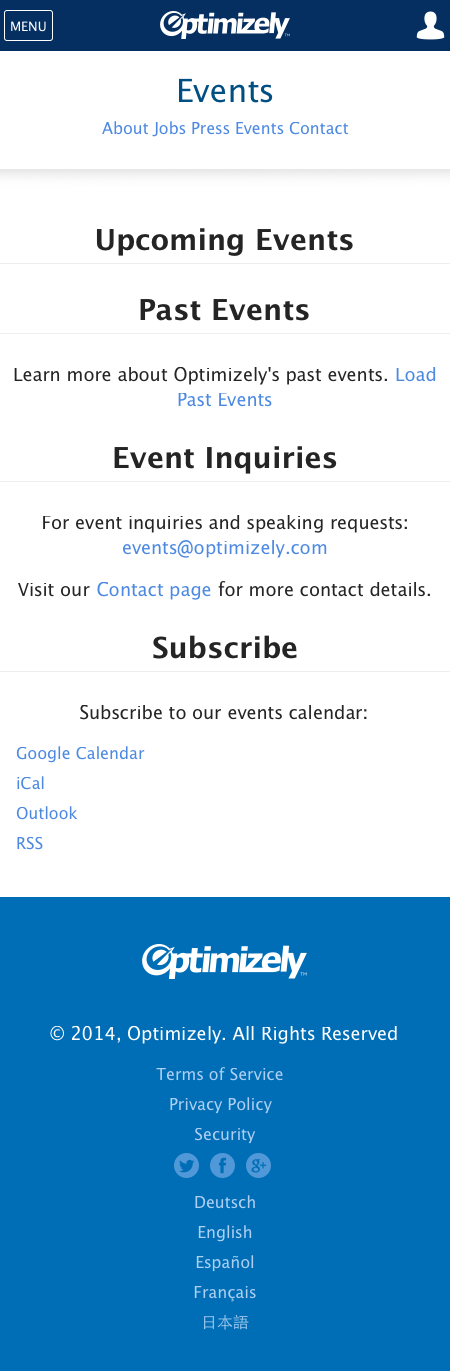 MENU Optimizely
Events
About Jobs Press Events Contact
Upcoming Events
Past Events
Learn more about Optimizely's past events. Load
Past Events
Event Inquiries
For event inquiries and speaking requests:
events@optimizely.com
Visit our Contact page for more contact details.
Subscribe
Subscribe to our events calendar:
Google Calendar
iCal
Outlook
RSS
Optimizely
© 2014, Optimizely. All Rights Reserved
Terms of Service
Privacy Policy
Security
Deutsch
English
Español
Français
日本語